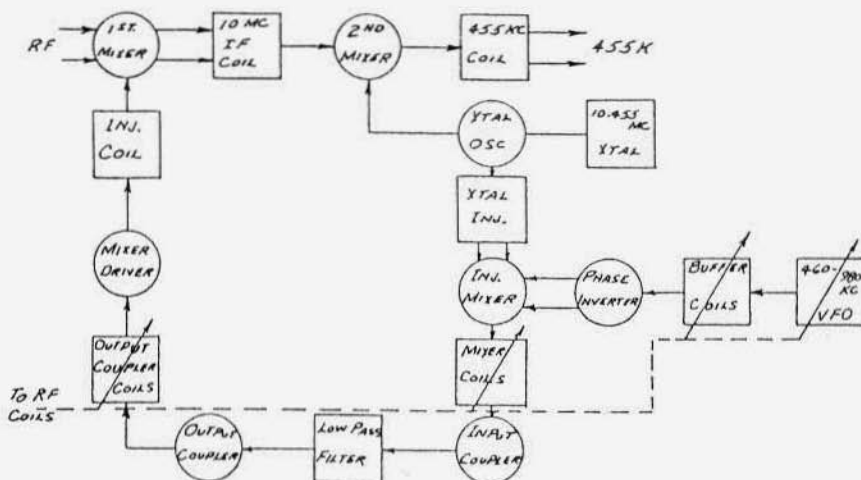 RF
1ST.
MIXER
10 MC
IF
COIL
2ND
MIXER
455KC
COIL
455K
INJ.
COIL
XTAL
OSC
10.455
MC
XTAL
XTAL
INJ.
MIXER
DRIVER
INJ.
MIXER
PHASE
INVERTER
BUFFER
COILS
460-980
KC
VFO
OUTPUT
COUPLER
COILS
MIXER
COILS
TO RF
COILS
OUTPUT
COUPLER
LOW PASS
FILTER
INPUT
COUPLER